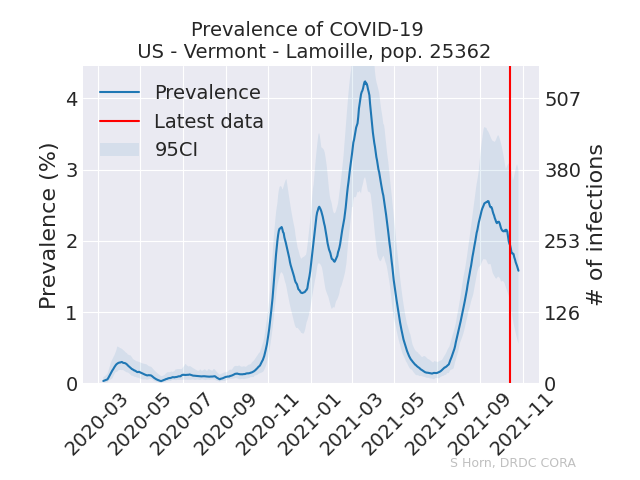 Prevalence of COVID-19
US - Vermont - Lamoille, pop. 25362
Prevalence
Latest data
95CI
Prevalence (%)
4
3
2
1
0
# of infections
507
380
253
126
0
2020-03
2020-05
2020-07
2020-09
2020-11
2021-01
2021-03
2021-05
2021-07
2021-09
2021-11
S Horn, DRDC CORA